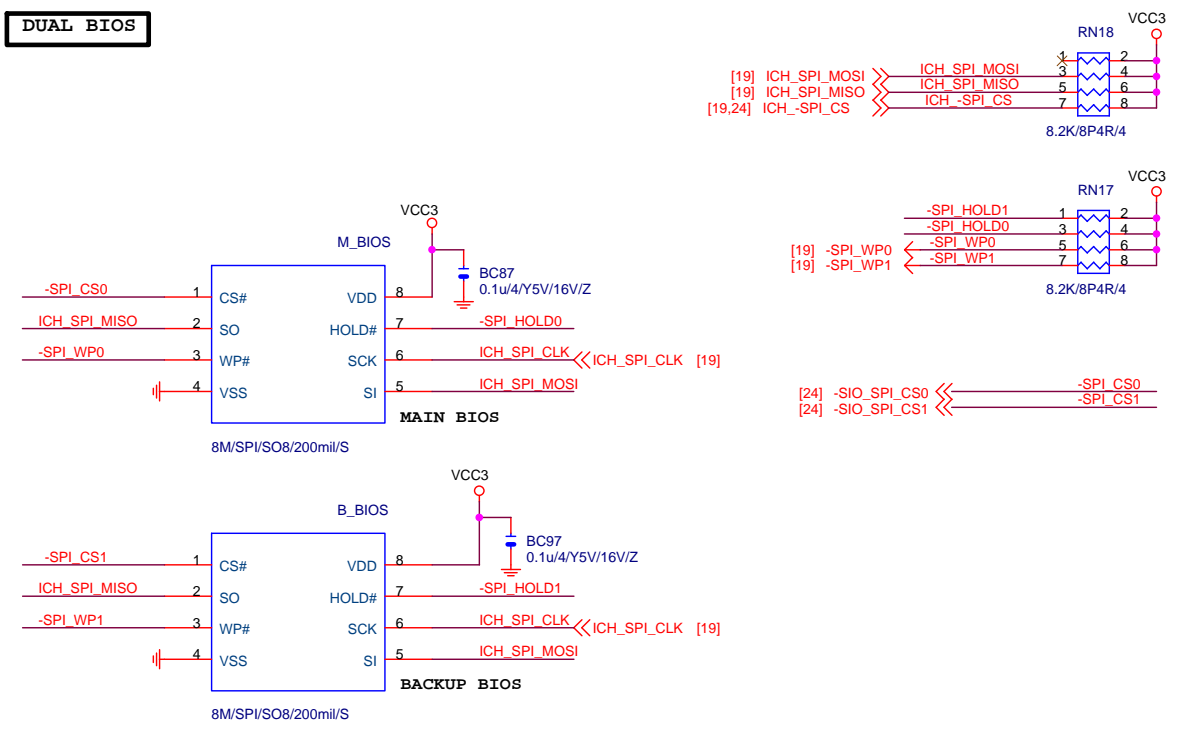 DUAL BIOS
VCC3
RN18
1 2
[19] ICH_SPI_MOSI ICH_SPI_MOSI 3 4
[19] ICH_SPI_MISO ICH_SPI_MISO 5 6
[19,24] ICH_-SPI_CS ICH_-SPI_CS 7 8
8.2K/8P4R/4
VCC3
RN17
-SPI_HOLD1 1 2
-SPI_HOLD0 3 4
[19] -SPI_WP0 -SPI_WP0 5 6
[19] -SPI_WP1 -SPI_WP1 7 8
8.2K/8P4R/4
VCC3
M_BIOS
BC87
0.1u/4/Y5V/16V/Z
-SPI_CS0 1 CS# VDD 8
ICH_SPI_MISO 2 SO HOLD# 7 -SPI_HOLD0
-SPI_WP0 3 WP# SCK 6 ICH_SPI_CLK ICH_SPI_CLK [19]
4 VSS SI 5 ICH_SPI_MOSI
MAIN BIOS
8M/SPI/SO8/200mil/S
[24] -SIO_SPI_CS0 -SPI_CS0
[24] -SIO_SPI_CS1 -SPI_CS1
VCC3
B_BIOS
BC97
0.1u/4/Y5V/16V/Z
-SPI_CS1 1 CS# VDD 8
ICH_SPI_MISO 2 SO HOLD# 7 -SPI_HOLD1
-SPI_WP1 3 WP# SCK 6 ICH_SPI_CLK ICH_SPI_CLK [19]
4 VSS SI 5 ICH_SPI_MOSI
BACKUP BIOS
8M/SPI/SO8/200mil/S